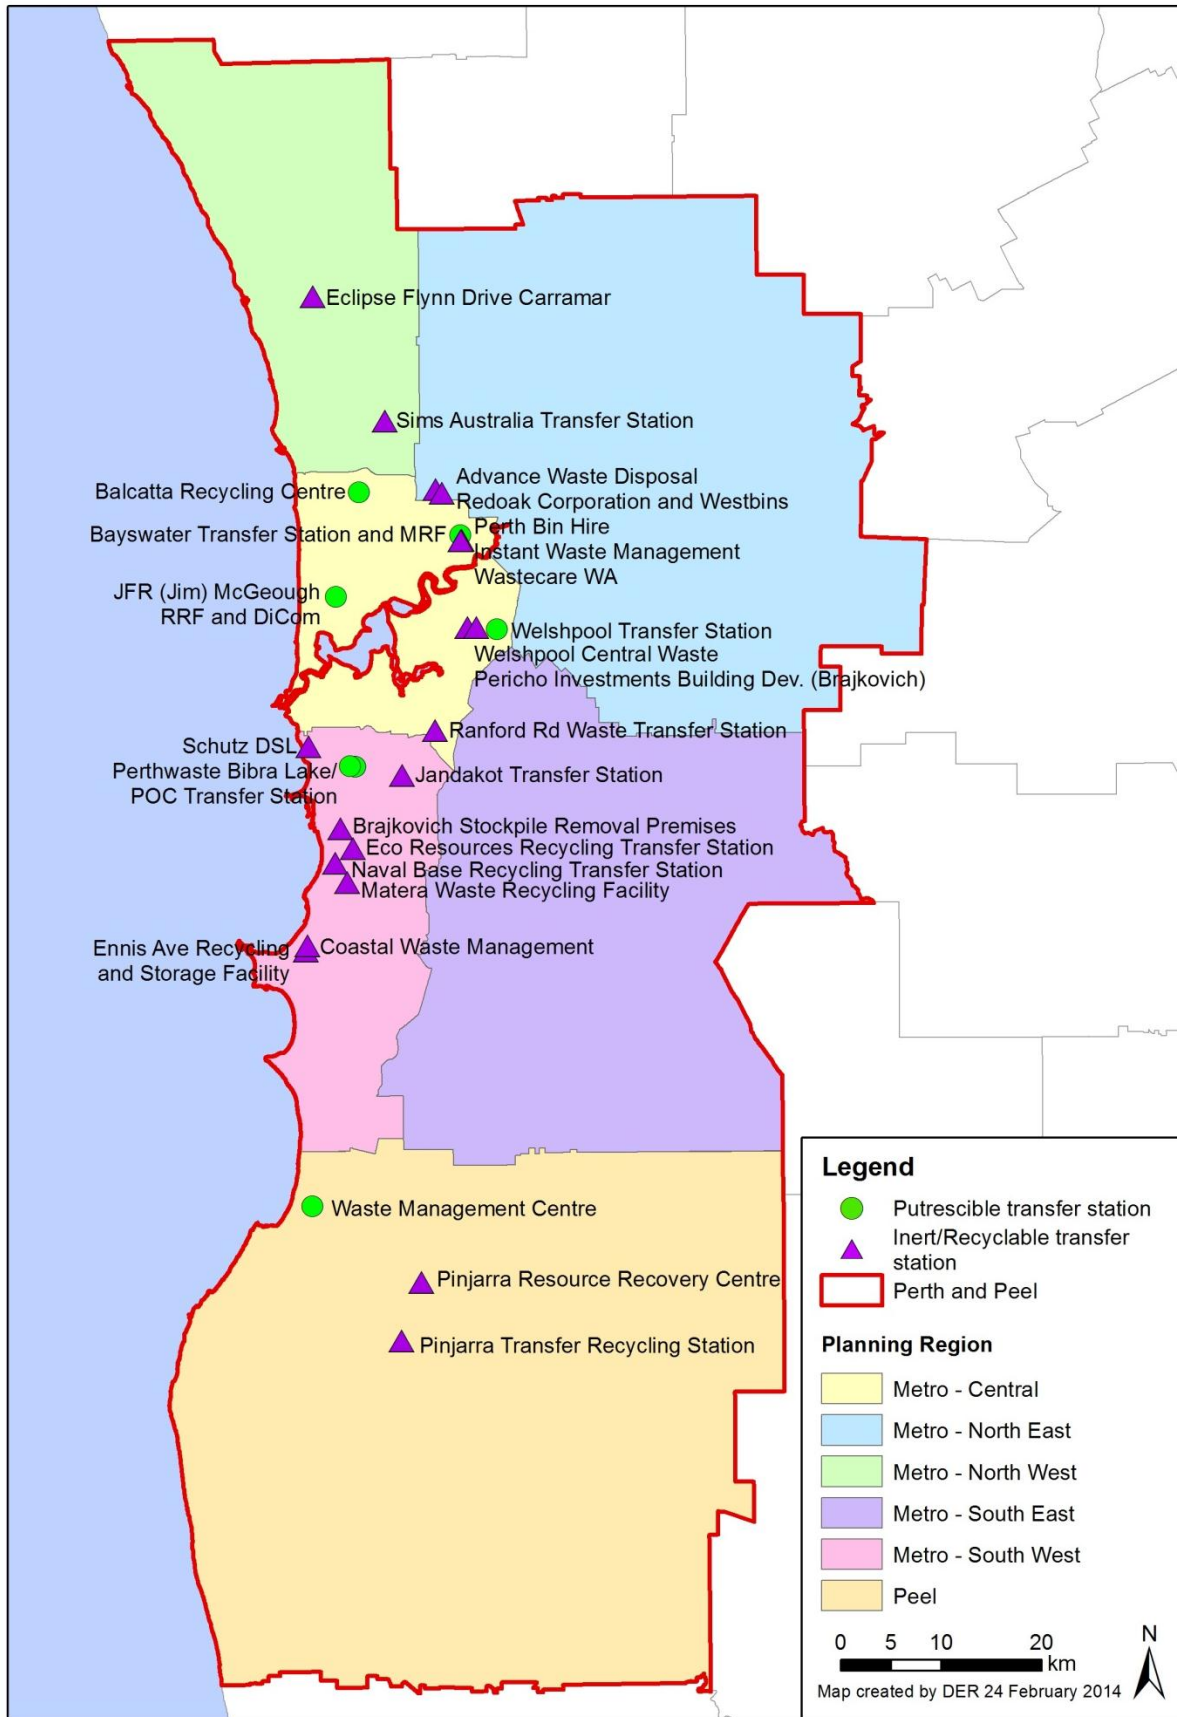 Eclipse Flynn Drive Carramar
Sims Australia Transfer Station
Balcatta Recycling Centre
Advance Waste Disposal
Redoak Corporation and Westbins
Bayswater Transfer Station and MRF
Perth Bin Hire
Instant Waste Management
Wastecare WA
JFR (Jim) McGeough
RRF and DiCom
Welshpool Transfer Station
Welshpool Central Waste
Pericho Investments Building Dev. (Brajkovich)
Ranford Rd Waste Transfer Station
Schutz DSL
Perthwaste Bibra Lake/
POC Transfer Station
Jandakot Transfer Station
Brajkovich Stockpile Removal Premises
Eco Resources Recycling Transfer Station
Naval Base Recycling Transfer Station
Matera Waste Recycling Facility
Ennis Ave Recycling
and Storage Facility
Coastal Waste Management
Waste Management Centre
Pinjarra Resource Recovery Centre
Pinjarra Transfer Recycling Station
Legend
Putrescible transfer station
Inert/Recyclable transfer
station
Perth and Peel
Planning Region
Metro - Central
Metro - North East
Metro - North West
Metro - South East
Metro - South West
Peel
0 5 10 20
km
N
Map created by DER 24 February 2014